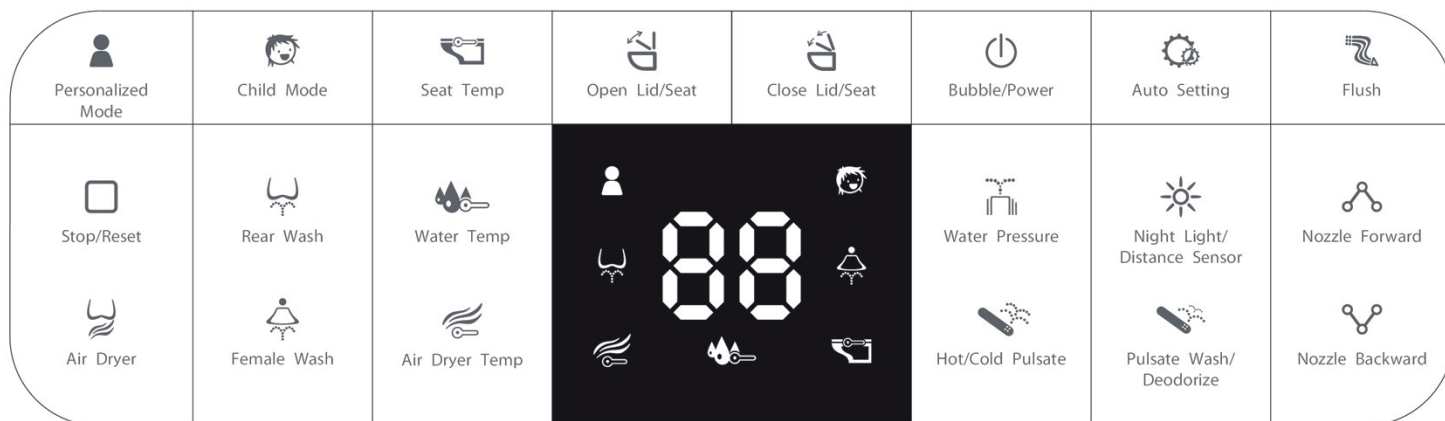 Personalized
Mode
Child Mode
Seat Temp
Open Lid/Seat
Close Lid/Seat
Bubble/Power
Auto Setting
Flush
Stop/Reset
Rear Wash
Water Temp
88
Water Pressure
Night Light/
Distance Sensor
Nozzle Forward
Air Dryer
Female Wash
Air Dryer Temp
Hot/Cold Pulsate
Pulsate Wash/
Deodorize
Nozzle Backward